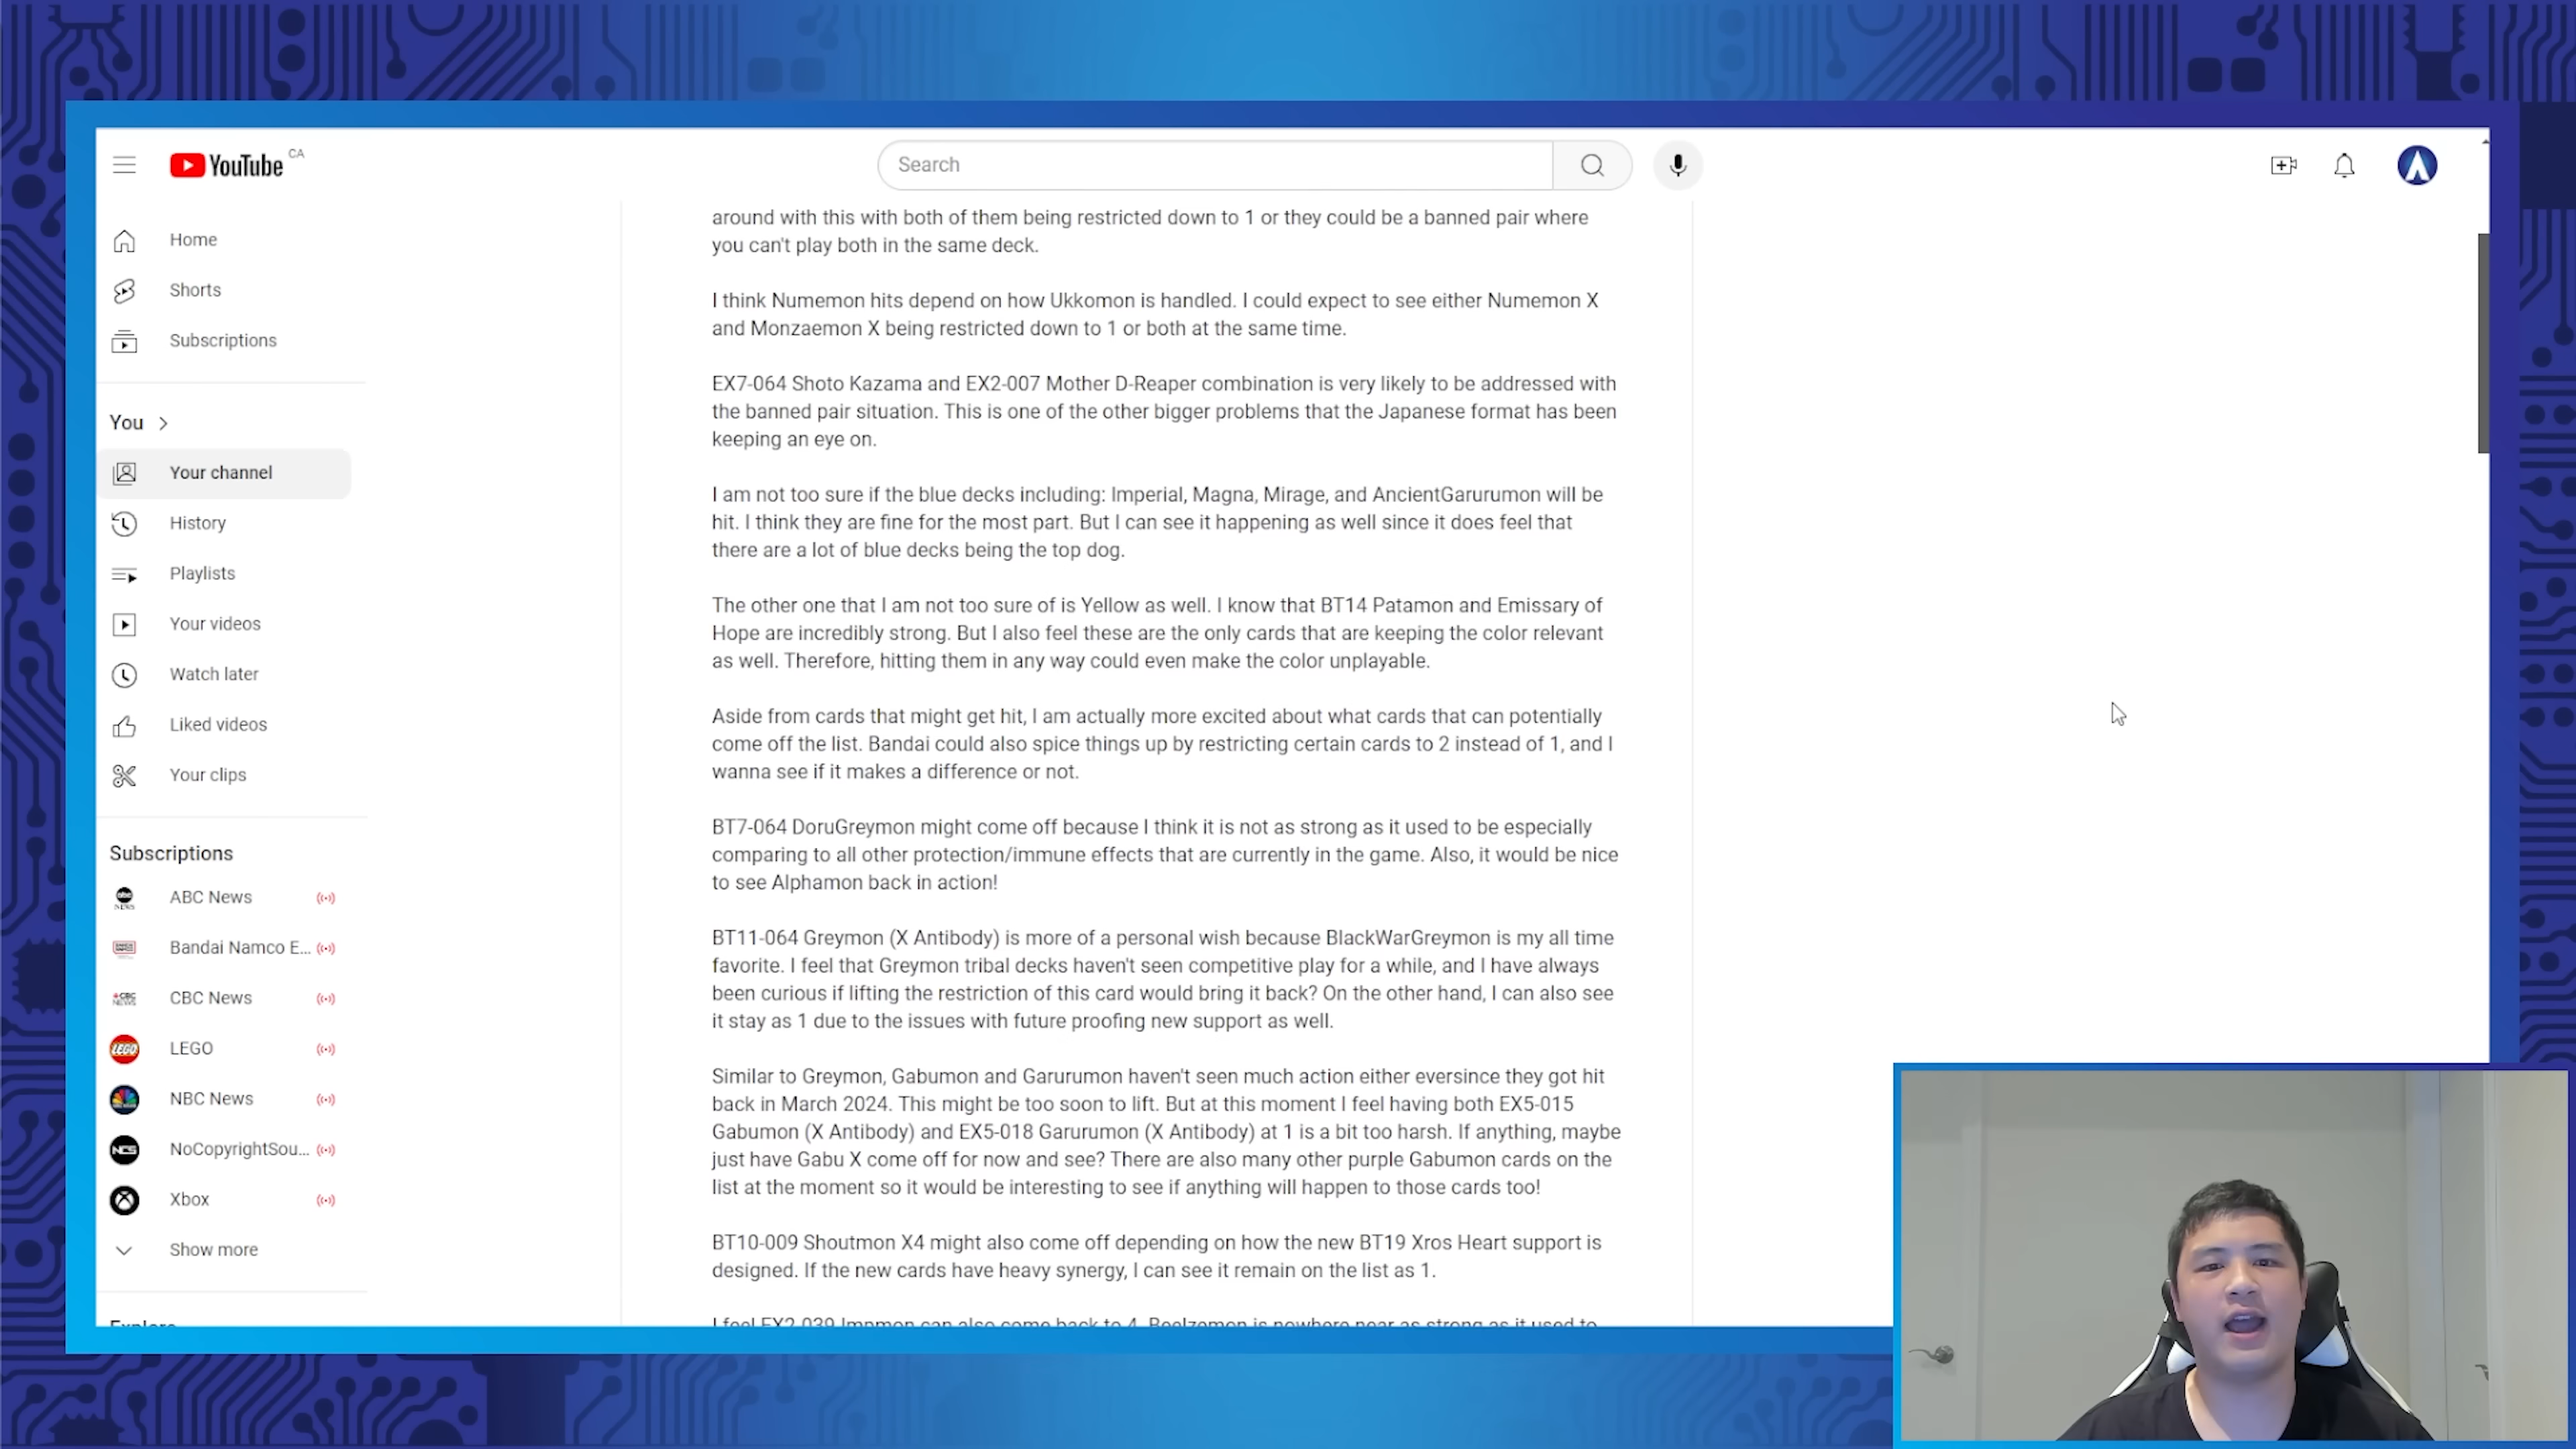 YouTube CA
Search
Home
Shorts
Subscriptions
You
Your channel
History
Playlists
Your videos
Watch later
Liked videos
Your clips
Subscriptions
ABC News
Bandai Namco E...
CBC News
LEGO
NBC News
NoCopyrightSou...
Xbox
Show more
Explore
around with this with both of them being restricted down to 1 or they could be a banned pair where
you can't play both in the same deck.
I think Numemon hits depend on how Ukkomon is handled. I could expect to see either Numemon X
and Monzaemon X being restricted down to 1 or both at the same time.
EX7-064 Shoto Kazama and EX2-007 Mother D-Reaper combination is very likely to be addressed with
the banned pair situation. This is one of the other bigger problems that the Japanese format has been
keeping an eye on.
I am not too sure if the blue decks including: Imperial, Magna, Mirage, and AncientGarurumon will be
hit. I think they are fine for the most part. But I can see it happening as well since it does feel that
there are a lot of blue decks being the top dog.
The other one that I am not too sure of is Yellow as well. I know that BT14 Patamon and Emissary of
Hope are incredibly strong. But I also feel these are the only cards that are keeping the color relevant
as well. Therefore, hitting them in any way could even make the color unplayable.
Aside from cards that might get hit, I am actually more excited about what cards that can potentially
come off the list. Bandai could also spice things up by restricting certain cards to 2 instead of 1, and I
wanna see if it makes a difference or not.
BT7-064 DoruGreymon might come off because I think it is not as strong as it used to be especially
comparing to all other protection/immune effects that are currently in the game. Also, it would be nice
to see Alphamon back in action!
BT11-064 Greymon (X Antibody) is more of a personal wish because BlackWarGreymon is my all time
favorite. I feel that Greymon tribal decks haven't seen competitive play for a while, and I have always
been curious if lifting the restriction of this card would bring it back? On the other hand, I can also see
it stay as 1 due to the issues with future proofing new support as well.
Similar to Greymon, Gabumon and Garurumon haven't seen much action either eversince they got hit
back in March 2024. This might be too soon to lift. But at this moment I feel having both EX5-015
Gabumon (X Antibody) and EX5-018 Garurumon (X Antibody) at 1 is a bit too harsh. If anything, maybe
just have Gabu X come off for now and see? There are also many other purple Gabumon cards on the
list at the moment so it would be interesting to see if anything will happen to those cards too!
BT10-009 Shoutmon X4 might also come off depending on how the new BT19 Xros Heart support is
designed. If the new cards have heavy synergy, I can see it remain on the list as 1.
I feel EX2-039 Impmon can also come back to 4. Beelzemon is nowhere near as strong as it used to